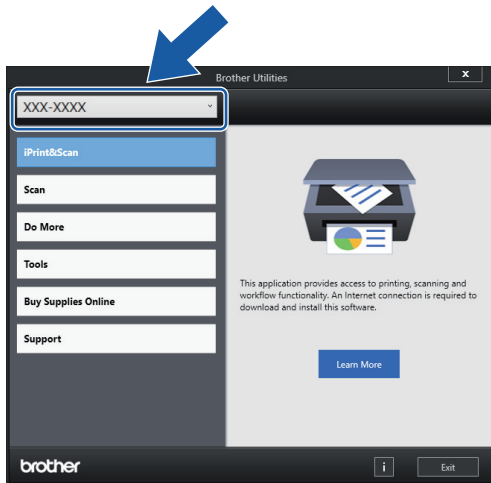 Brother Utilities
x
XXX-XXXX
iPrint&Scan
Scan
Do More
Tools
Buy Supplies Online
Support
This application provides access to printing, scanning and
workflow functionality. An Internet connection is required to
download and install this software.
Learn More
brother
i
Exit